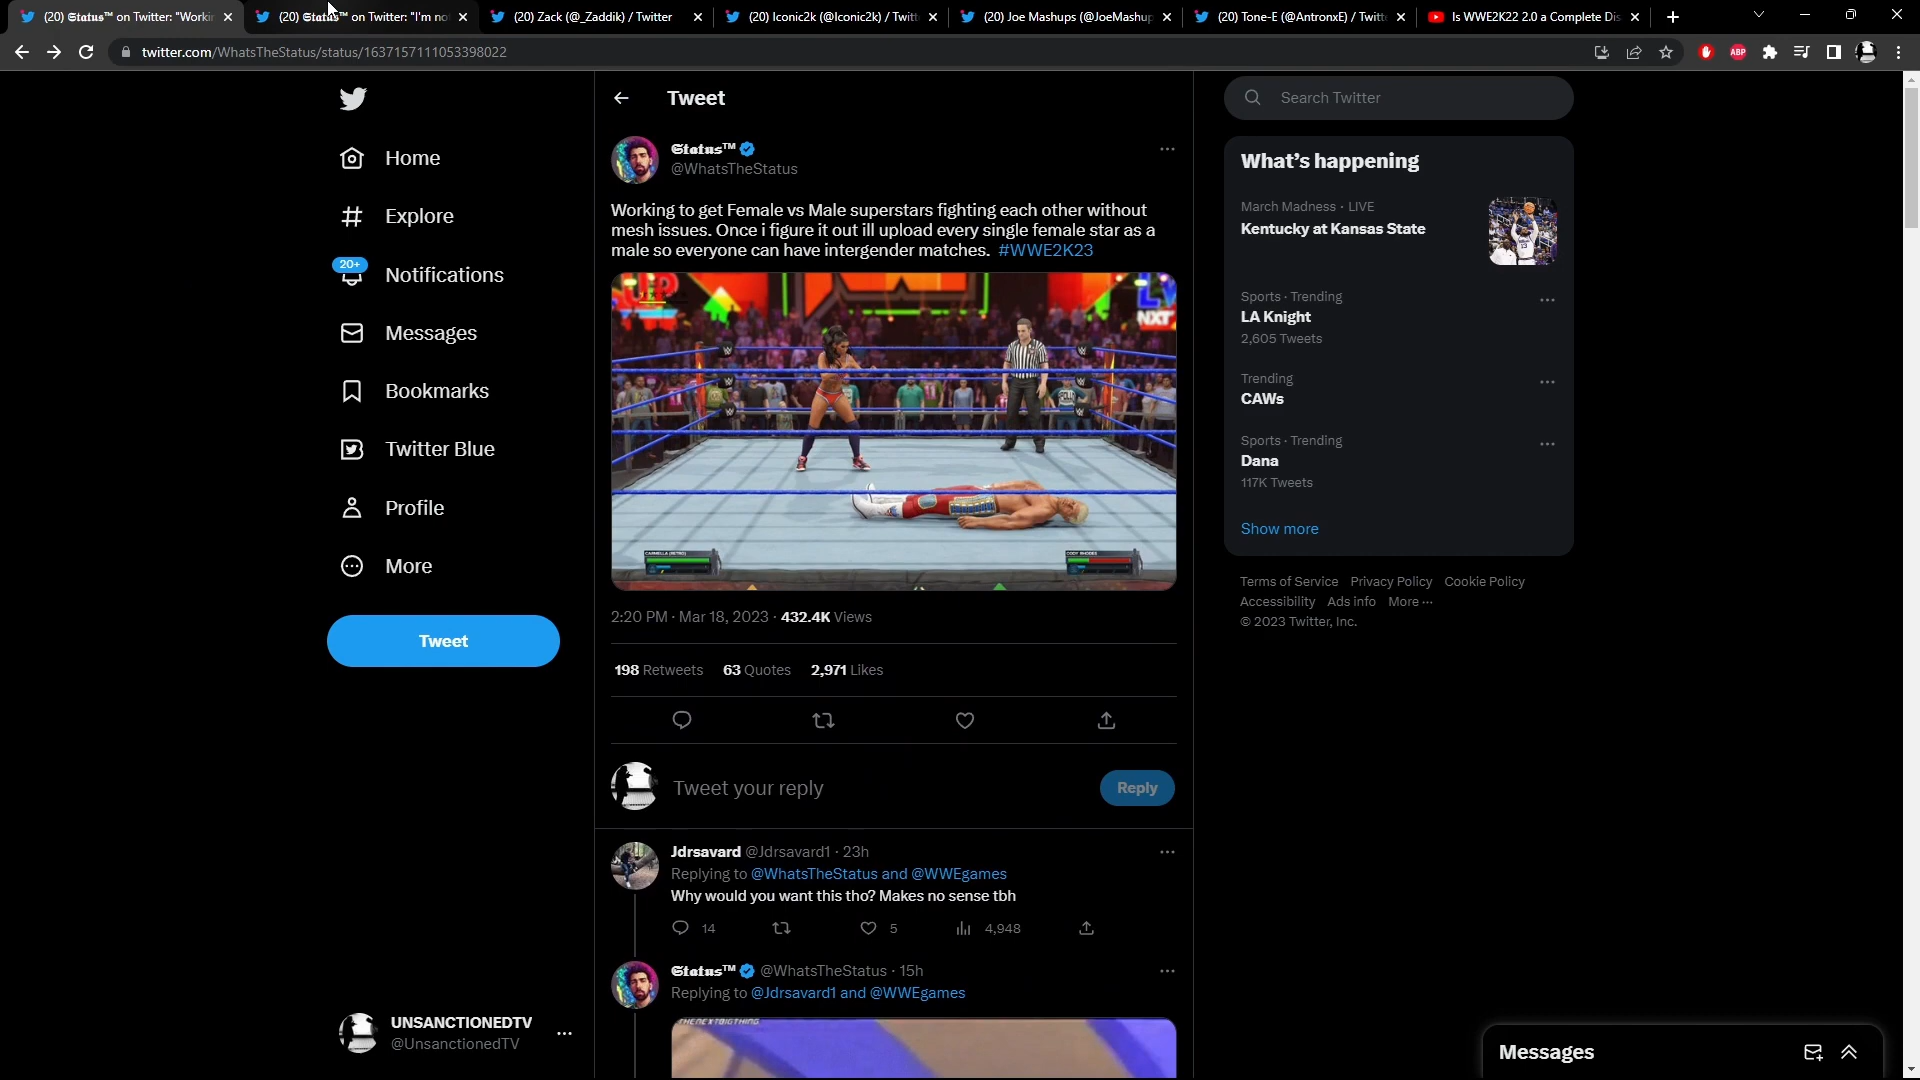 (20) 𝕾𝖙𝖆𝖙𝖚𝖘™ on Twitter: "Workin
(20) 𝕾𝖙𝖆𝖙𝖚𝖘™ on Twitter: "I'm no
(20) Zack (@_Zaddik) / Twitter
(20) Iconic2k (@Iconic2k) / Twitt
(20) Joe Mashups (@JoeMashup
(20) Tone-E (@AntronxE) / Twitt
Is WWE2K22 2.0 a Complete Dis
twitter.com/WhatsTheStatus/status/1637157111053398022
ABP
Home
Explore
20+
Notifications
Messages
Bookmarks
Twitter Blue
Profile
More
Tweet
UNSANCTIONEDTV
@UnsanctionedTV
Tweet
𝕾𝖙𝖆𝖙𝖚𝖘™
@WhatsTheStatus
Working to get Female vs Male superstars fighting each other without
mesh issues. Once i figure it out ill upload every single female star as a
male so everyone can have intergender matches. #WWE2K23
UP
NXT
CARMELLA (RETRO)
CODY RHODES
2:20 PM · Mar 18, 2023 · 432.4K Views
198 Retweets 63 Quotes 2,971 Likes
Tweet your reply
Reply
Jdrsavard @Jdrsavard1 · 23h
Replying to @WhatsTheStatus and @WWEgames
Why would you want this tho? Makes no sense tbh
14 5 4,948
𝕾𝖙𝖆𝖙𝖚𝖘™ @WhatsTheStatus · 15h
Replying to @Jdrsavard1 and @WWEgames
THENEXTBIGTHING
Search Twitter
What's happening
March Madness · LIVE
Kentucky at Kansas State
Sports · Trending
LA Knight
2,605 Tweets
Trending
CAWs
Sports · Trending
Dana
117K Tweets
Show more
Terms of Service Privacy Policy Cookie Policy
Accessibility Ads info More ···
© 2023 Twitter, Inc.
Messages